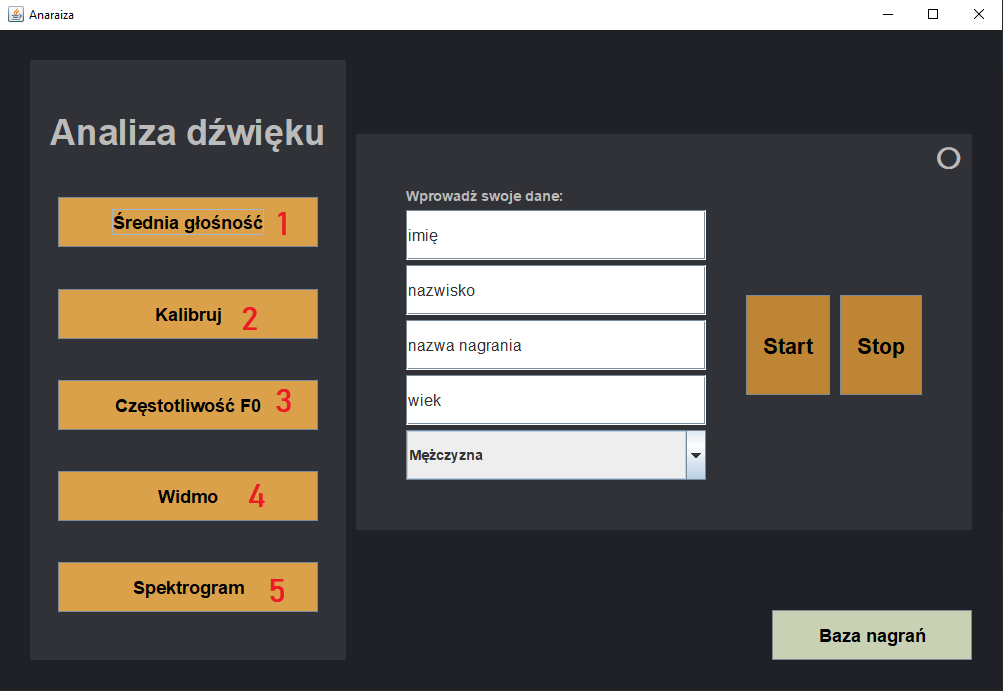 Anaraiza
Analiza dźwięku
Średnia głośność 1
Kalibruj 2
Częstotliwość F0 3
Widmo 4
Spektrogram 5
Wprowadź swoje dane:
imię
nazwisko
nazwa nagrania
wiek
Mężczyzna
Start
Stop
Baza nagrań